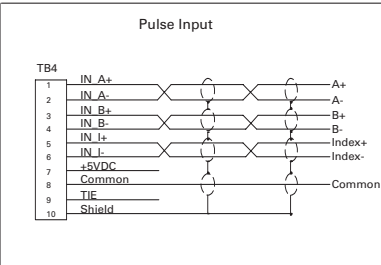 Pulse Input
TB4
1 IN_A+ A+
2 IN_A- A-
3 IN_B+ B+
4 IN_B- B-
5 IN_I+ Index+
6 IN_I- Index-
7 +5VDC
8 Common Common
9 TIE
10 Shield